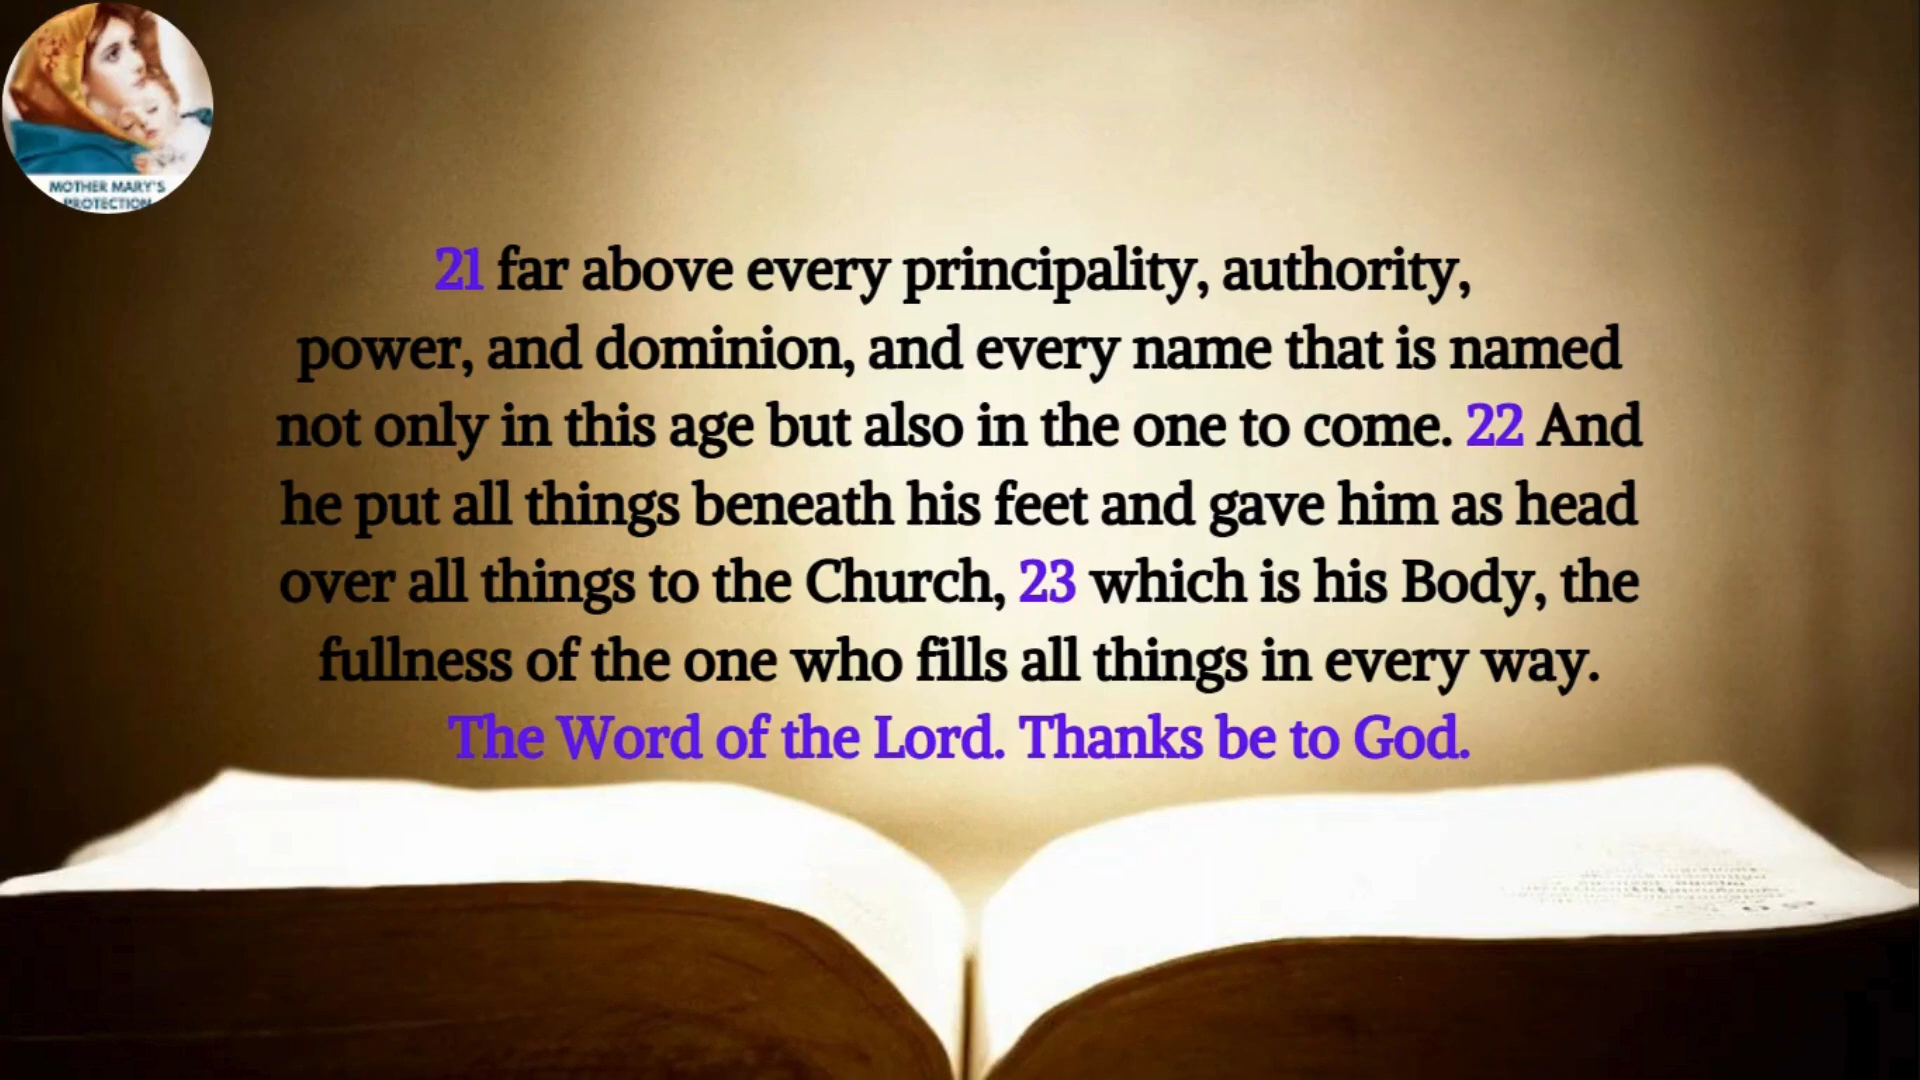 MOTHER MARY'S
PROTECTION
21 far above every principality, authority,
power, and dominion, and every name that is named
not only in this age but also in the one to come. 22 And
he put all things beneath his feet and gave him as head
over all things to the Church, 23 which is his Body, the
fullness of the one who fills all things in every way.
The Word of the Lord. Thanks be to God.